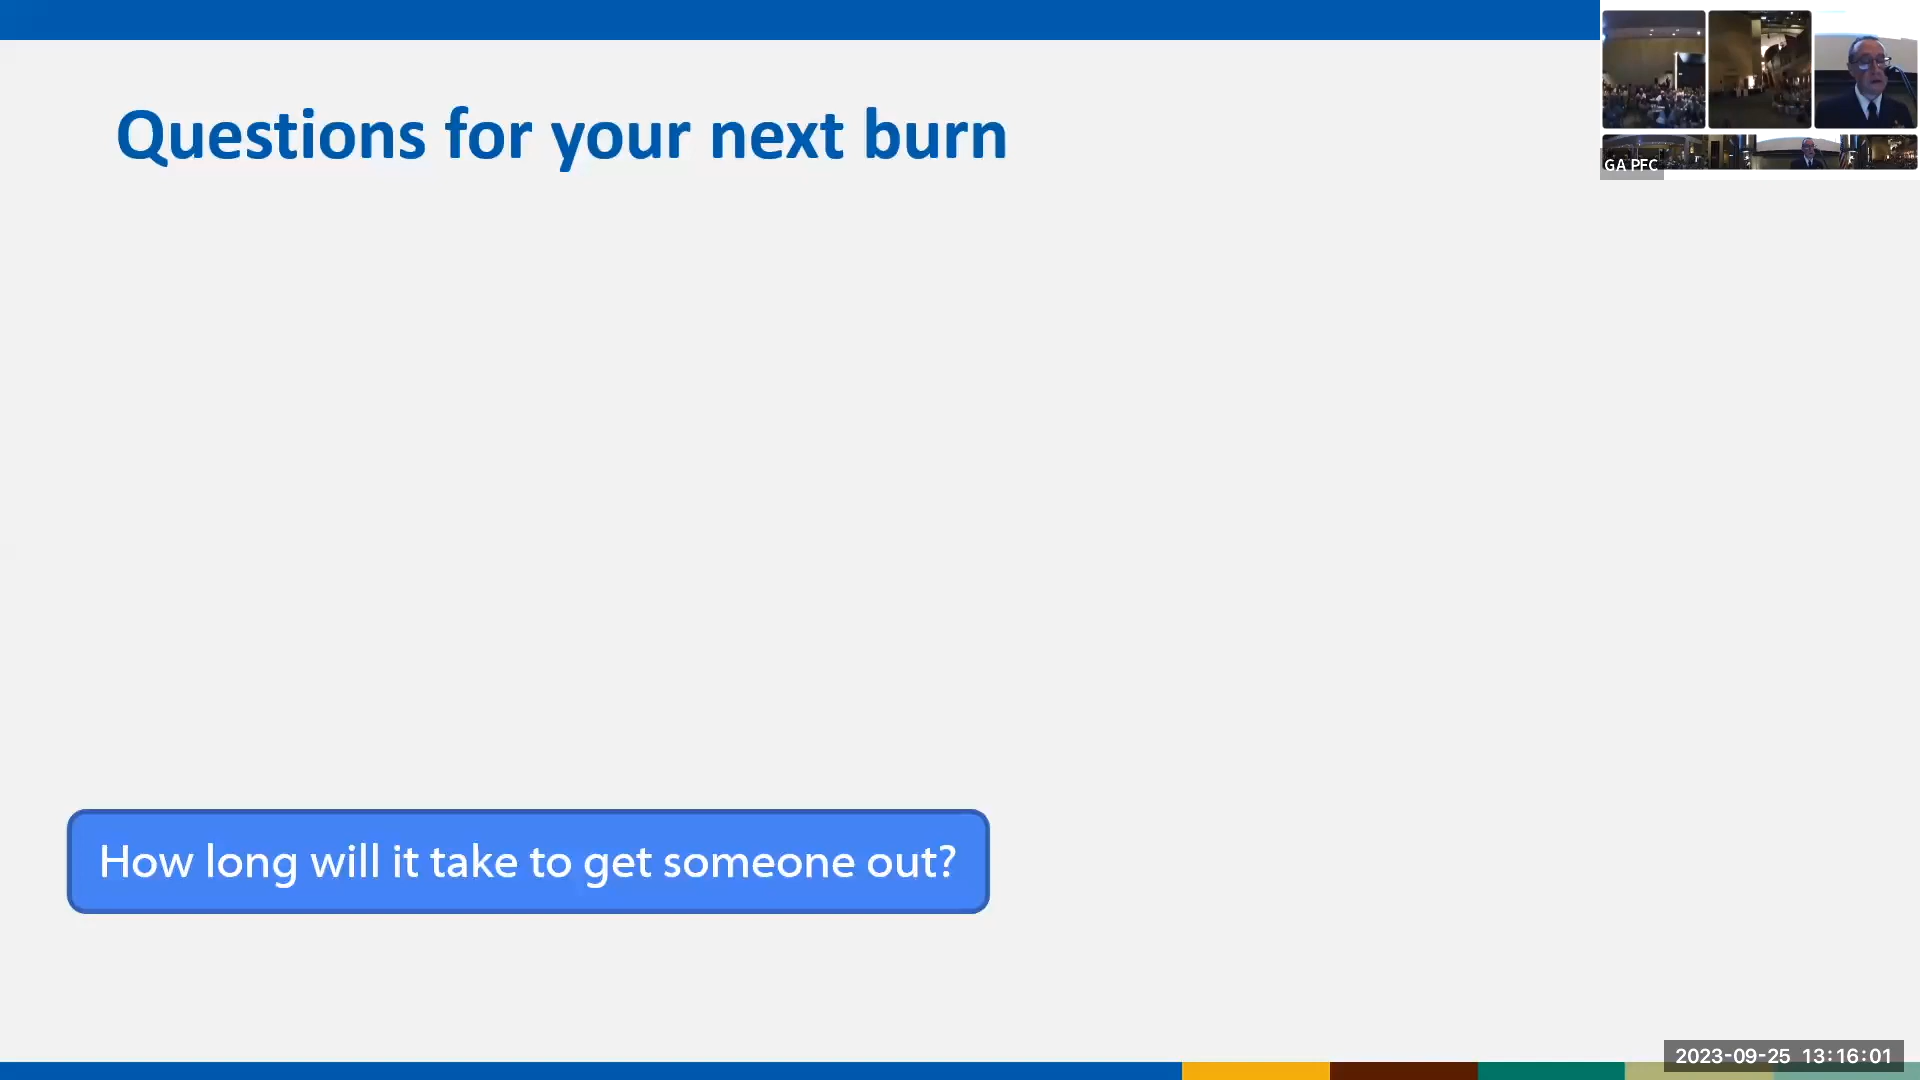 Questions for your next burn
GA PFC
How long will it take to get someone out?
2023-09-25 13:16:01